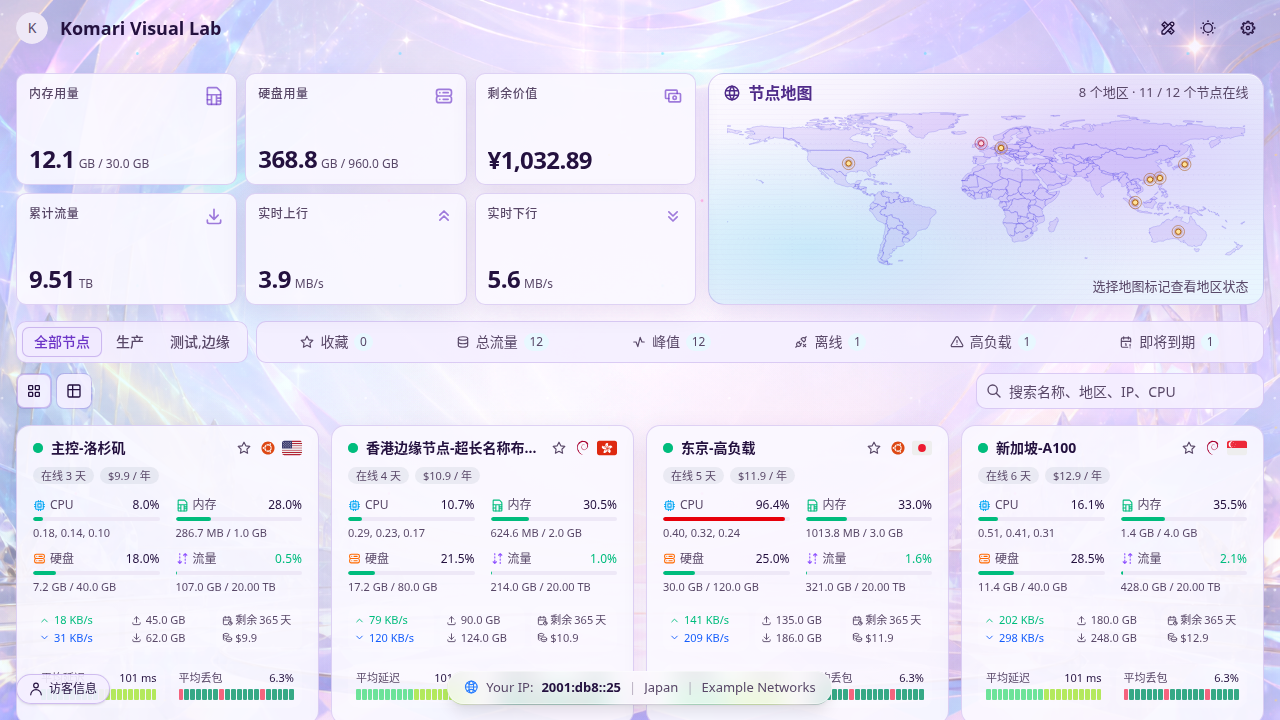 K
Komari Visual Lab
内存用量
12.1 GB / 30.0 GB
硬盘用量
368.8 GB / 960.0 GB
剩余价值
¥1,032.89
累计流量
9.51 TB
实时上行
3.9 MB/s
实时下行
5.6 MB/s
节点地图
8 个地区 · 11 / 12 个节点在线
选择地图标记查看地区状态
全部节点 生产 测试,边缘
收藏 0 总流量 12 峰值 12 离线 1 高负载 1 即将到期 1
搜索名称、地区、IP、CPU
主控-洛杉矶
在线 3 天 $9.9 / 年
CPU 8.0% 内存 28.0%
0.18, 0.14, 0.10 286.7 MB / 1.0 GB
硬盘 18.0% 流量 0.5%
7.2 GB / 40.0 GB 107.0 GB / 20.00 TB
18 KB/s 45.0 GB 剩余 365 天
31 KB/s 62.0 GB $9.9
101 ms 平均丢包 6.3%
香港边缘节点-超长名称布...
在线 4 天 $10.9 / 年
CPU 10.7% 内存 30.5%
0.29, 0.23, 0.17 624.6 MB / 2.0 GB
硬盘 21.5% 流量 1.0%
17.2 GB / 80.0 GB 214.0 GB / 20.00 TB
79 KB/s 90.0 GB 剩余 365 天
120 KB/s 124.0 GB $10.9
平均延迟 101
东京-高负载
在线 5 天 $11.9 / 年
CPU 96.4% 内存 33.0%
0.40, 0.32, 0.24 1013.8 MB / 3.0 GB
硬盘 25.0% 流量 1.6%
30.0 GB / 120.0 GB 321.0 GB / 20.00 TB
141 KB/s 135.0 GB 剩余 365 天
209 KB/s 186.0 GB $11.9
丢包 6.3%
新加坡-A100
在线 6 天 $12.9 / 年
CPU 16.1% 内存 35.5%
0.51, 0.41, 0.31 1.4 GB / 4.0 GB
硬盘 28.5% 流量 2.1%
11.4 GB / 40.0 GB 428.0 GB / 20.00 TB
202 KB/s 180.0 GB 剩余 365 天
298 KB/s 248.0 GB $12.9
平均延迟 101 ms 平均丢包 6.3%
访客信息
Your IP: 2001:db8::25 | Japan | Example Networks